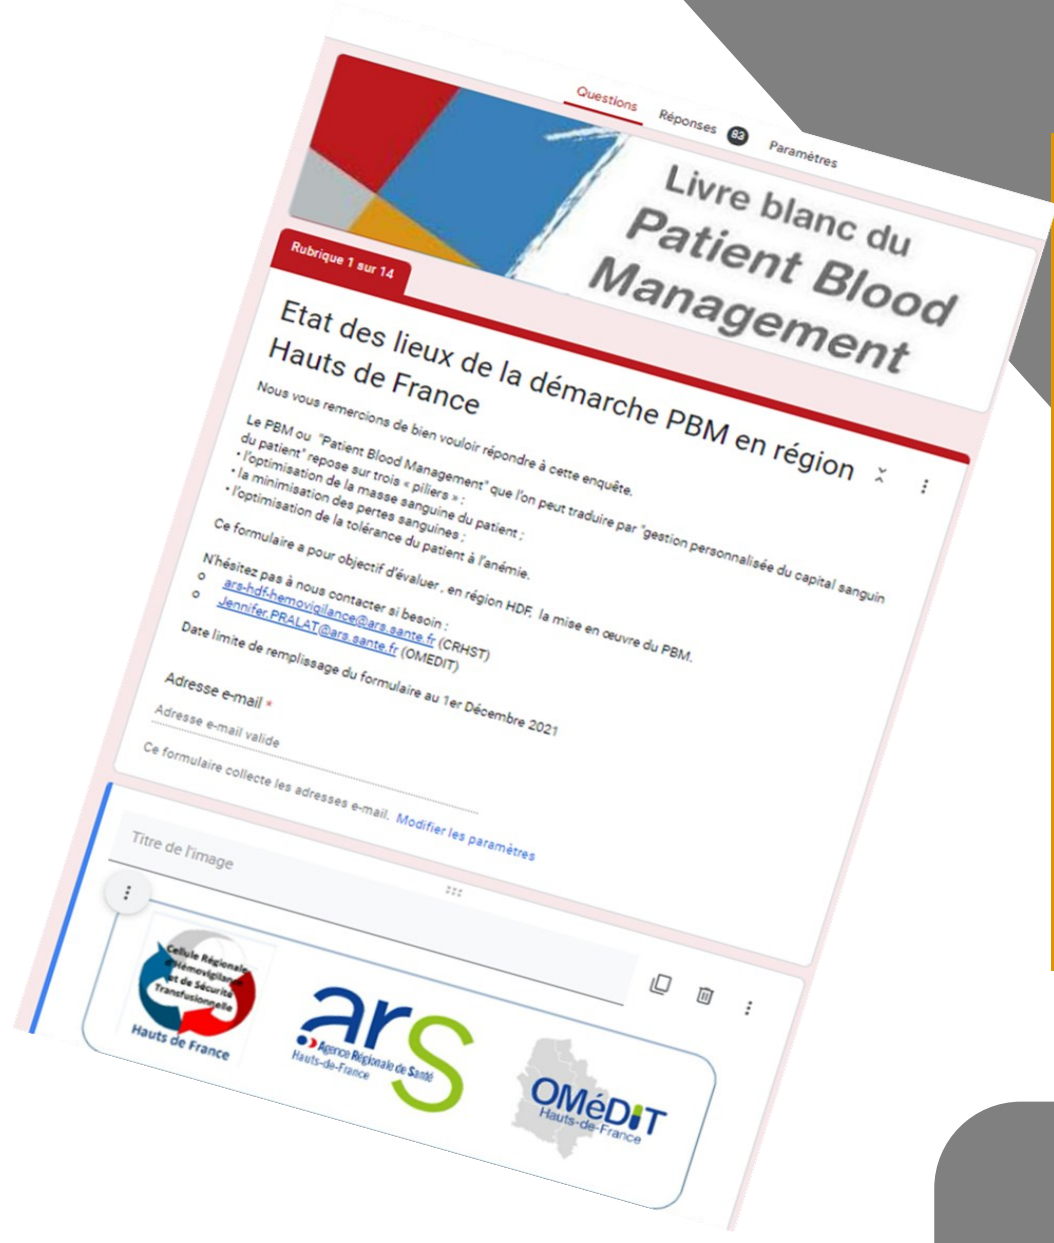 Questions
Réponses 83
Paramètres
Livre blanc du
Patient Blood
Management
Rubrique 1 sur 14
Etat des lieux de la démarche PBM en région
Hauts de France
Nous vous remercions de bien vouloir répondre à cette enquête.
Le PBM ou "Patient Blood Management" que l'on peut traduire par "gestion personnalisée du capital sanguin
du patient" repose sur trois « piliers » :
• l'optimisation de la masse sanguine du patient ;
• la minimisation des pertes sanguines ;
• l'optimisation de la tolérance du patient à l'anémie.
Ce formulaire a pour objectif d'évaluer , en région HDF, la mise en œuvre du PBM.
N'hésitez pas à nous contacter si besoin :
o ars-hdf-hemovigilance@ars.sante.fr (CRHST)
o Jennifer.PRALAT@ars.sante.fr (OMEDIT)
Date limite de remplissage du formulaire au 1er Décembre 2021
Adresse e-mail *
Adresse e-mail valide
Ce formulaire collecte les adresses e-mail. Modifier les paramètres
Titre de l'image
Cellule Régionale
d'Hémovigilance
et de Sécurité
Transfusionnelle
Hauts de France
ars
Agence Régionale de Santé
Hauts-de-France
OMéDIT
Hauts-de-France